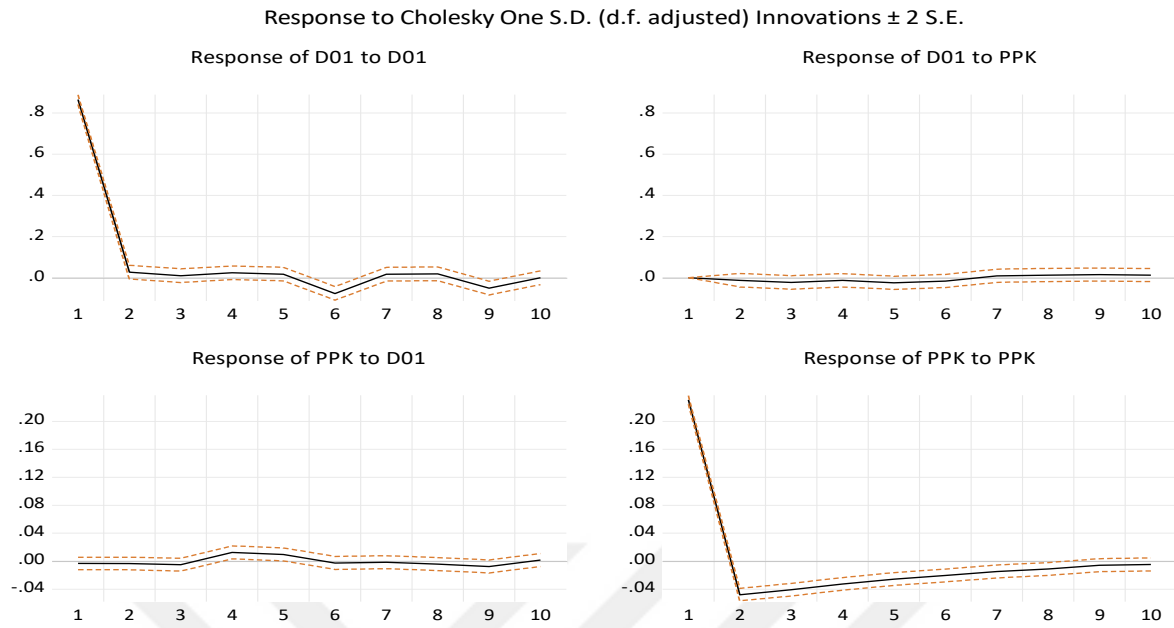 Response to Cholesky One S.D. (d.f. adjusted) Innovations ± 2 S.E.
Response of D01 to D01
.8
.6
.4
.2
.0
1 2 3 4 5 6 7 8 9 10
Response of D01 to PPK
.8
.6
.4
.2
.0
1 2 3 4 5 6 7 8 9 10
Response of PPK to D01
.20
.16
.12
.08
.04
.00
-.04
1 2 3 4 5 6 7 8 9 10
Response of PPK to PPK
.20
.16
.12
.08
.04
.00
-.04
1 2 3 4 5 6 7 8 9 10